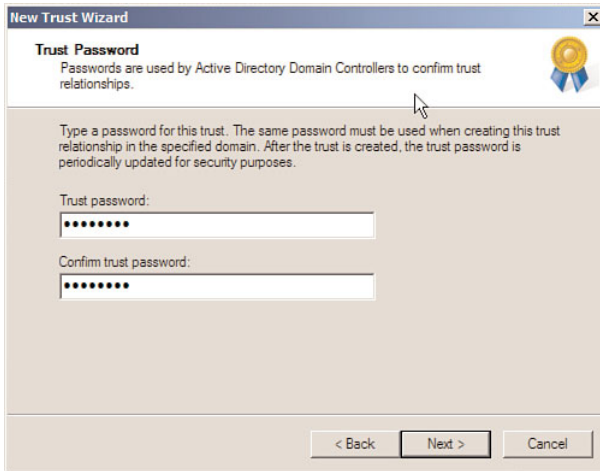 New Trust Wizard
Trust Password
Passwords are used by Active Directory Domain Controllers to confirm trust
relationships.
Type a password for this trust. The same password must be used when creating this trust
relationship in the specified domain. After the trust is created, the trust password is
periodically updated for security purposes.
Trust password:
••••••••
Confirm trust password:
••••••••
< Back Next > Cancel